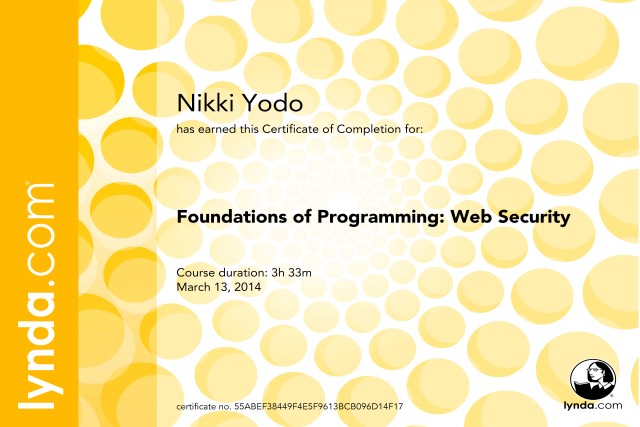 Nikki Yodo
has earned this Certificate of Completion for:
Foundations of Programming: Web Security
Course duration: 3h 33m
March 13, 2014
certificate no. 55ABEF38449F4E5F9613BCB096D14F17
lynda.com
lynda.com®